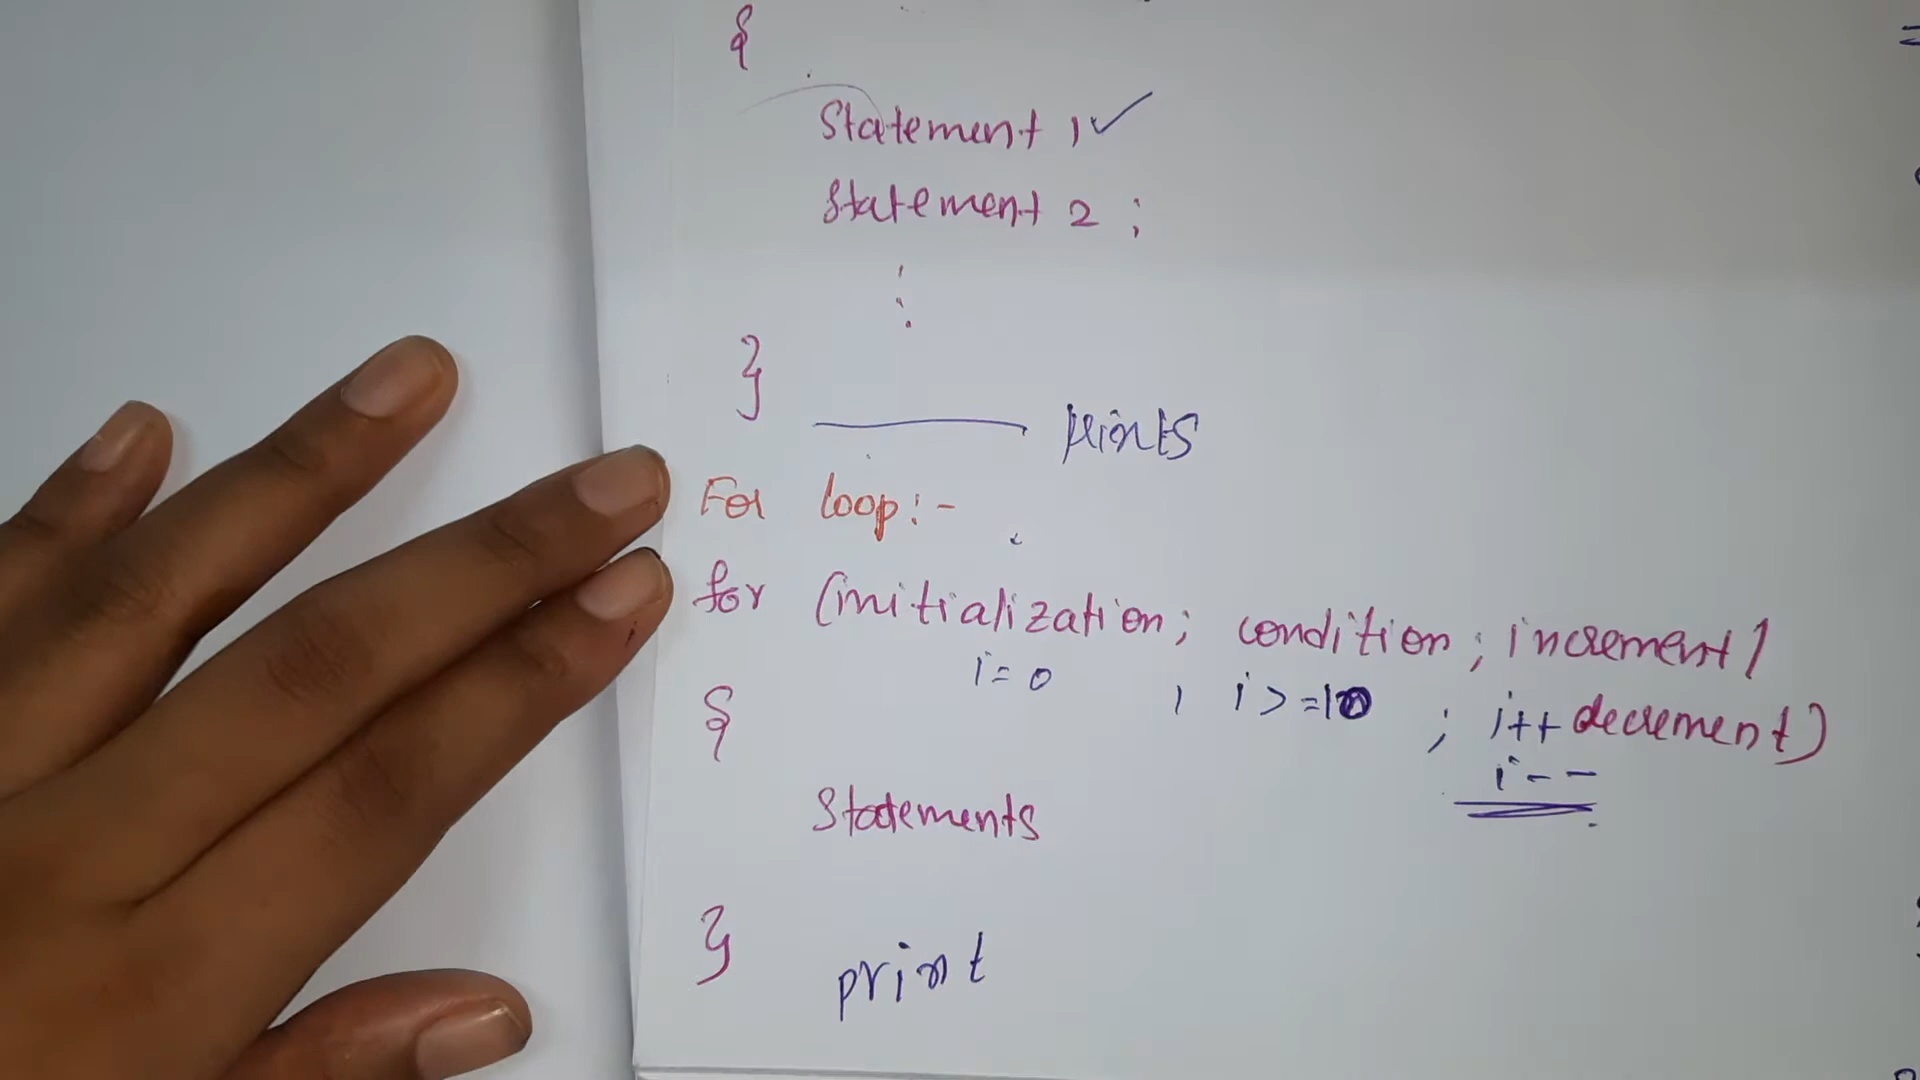 {
Statement 1 ✓
Statement 2 ;
⋮
} prints
For loop:-
for (initialization; condition; increment/
i=0 ; i>=10 ; i++ decrement)
{ i--
Statements
}
print